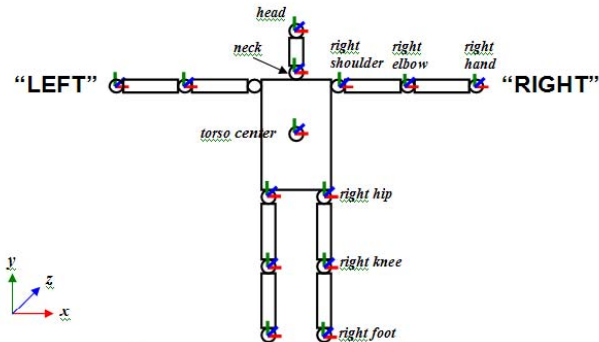 head
neck
right
shoulder
right
elbow
right
hand
“LEFT”
“RIGHT”
torso center
right hip
right knee
right foot
y
z
x